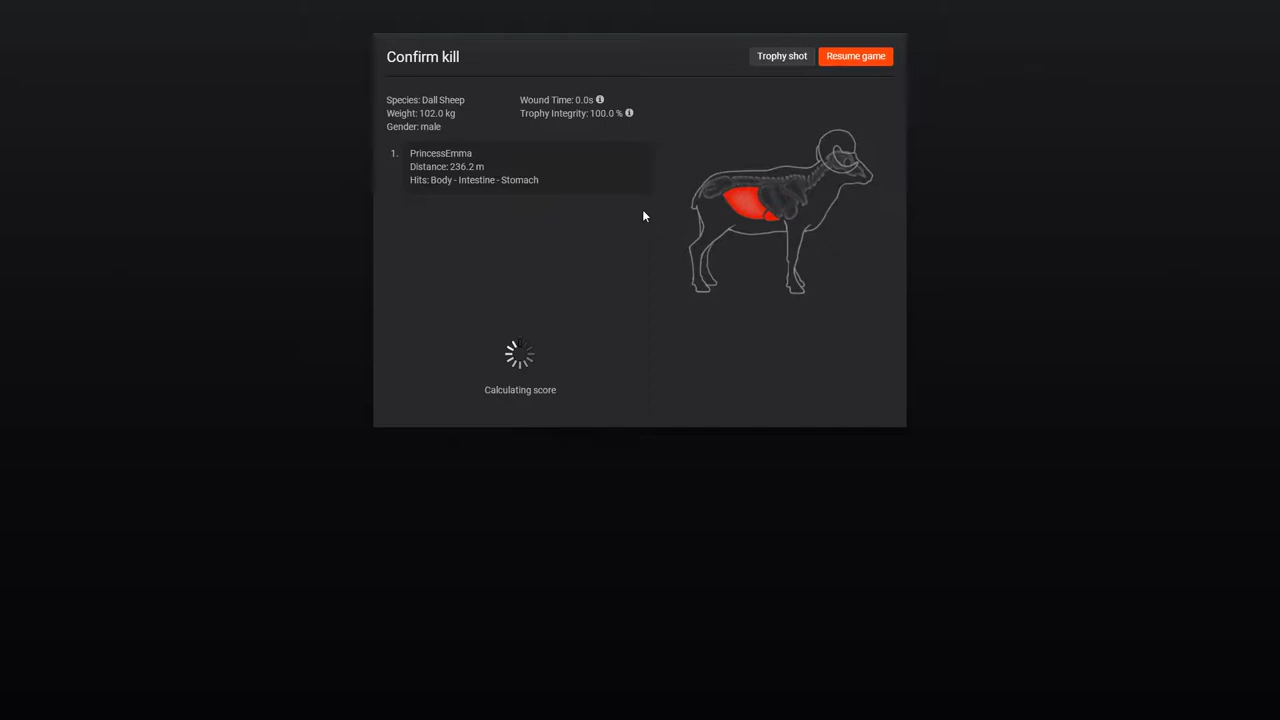 Confirm kill
Trophy shot
Resume game
Species: Dall Sheep
Weight: 102.0 kg
Gender: male
Wound Time: 0.0s
Trophy Integrity: 100.0 %
1. PrincessEmma
Distance: 236.2 m
Hits: Body - Intestine - Stomach
Calculating score